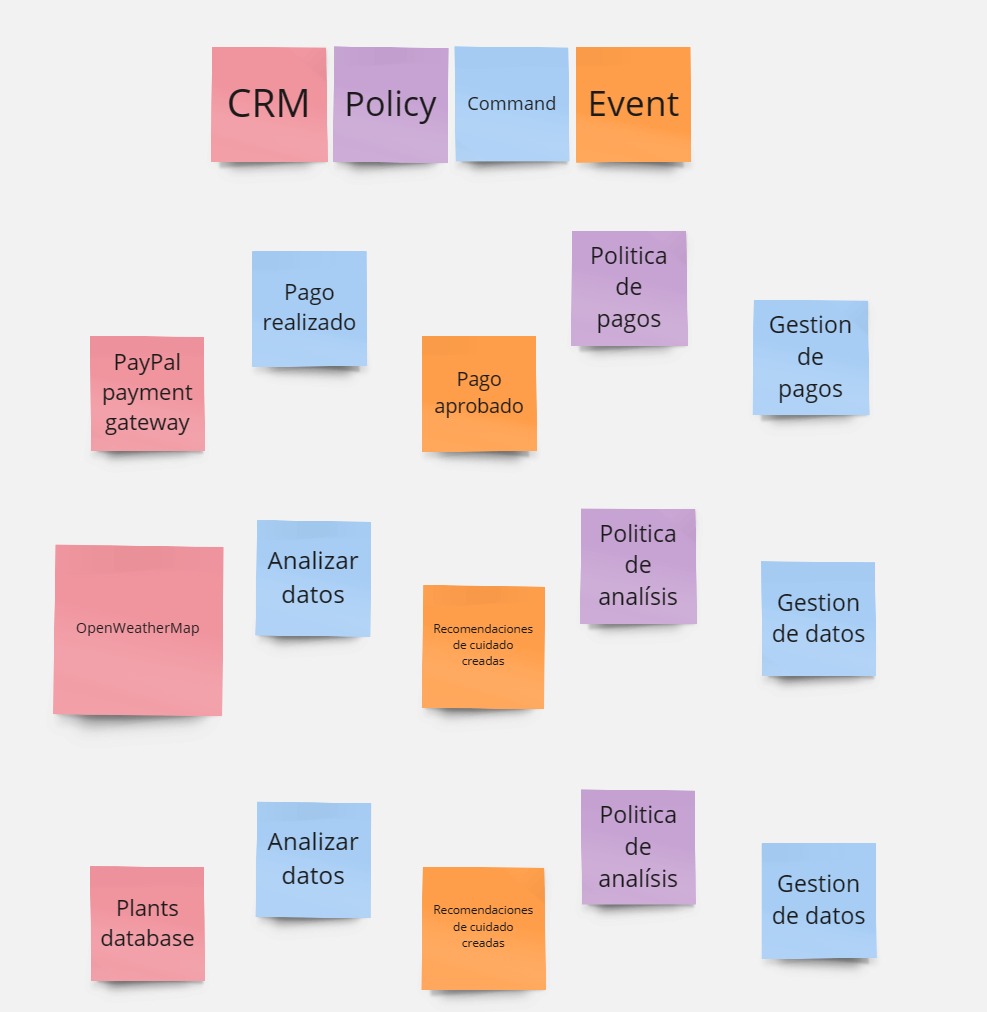 CRM
Policy
Command
Event
Pago
realizado
Politica
de
pagos
PayPal
payment
gateway
Pago
aprobado
Gestion
de
pagos
Analizar
datos
Politica
de
analísis
OpenWeatherMap
Recomendaciones
de cuidado
creadas
Gestion
de datos
Analizar
datos
Politica
de
analísis
Plants
database
Recomendaciones
de cuidado
creadas
Gestion
de datos